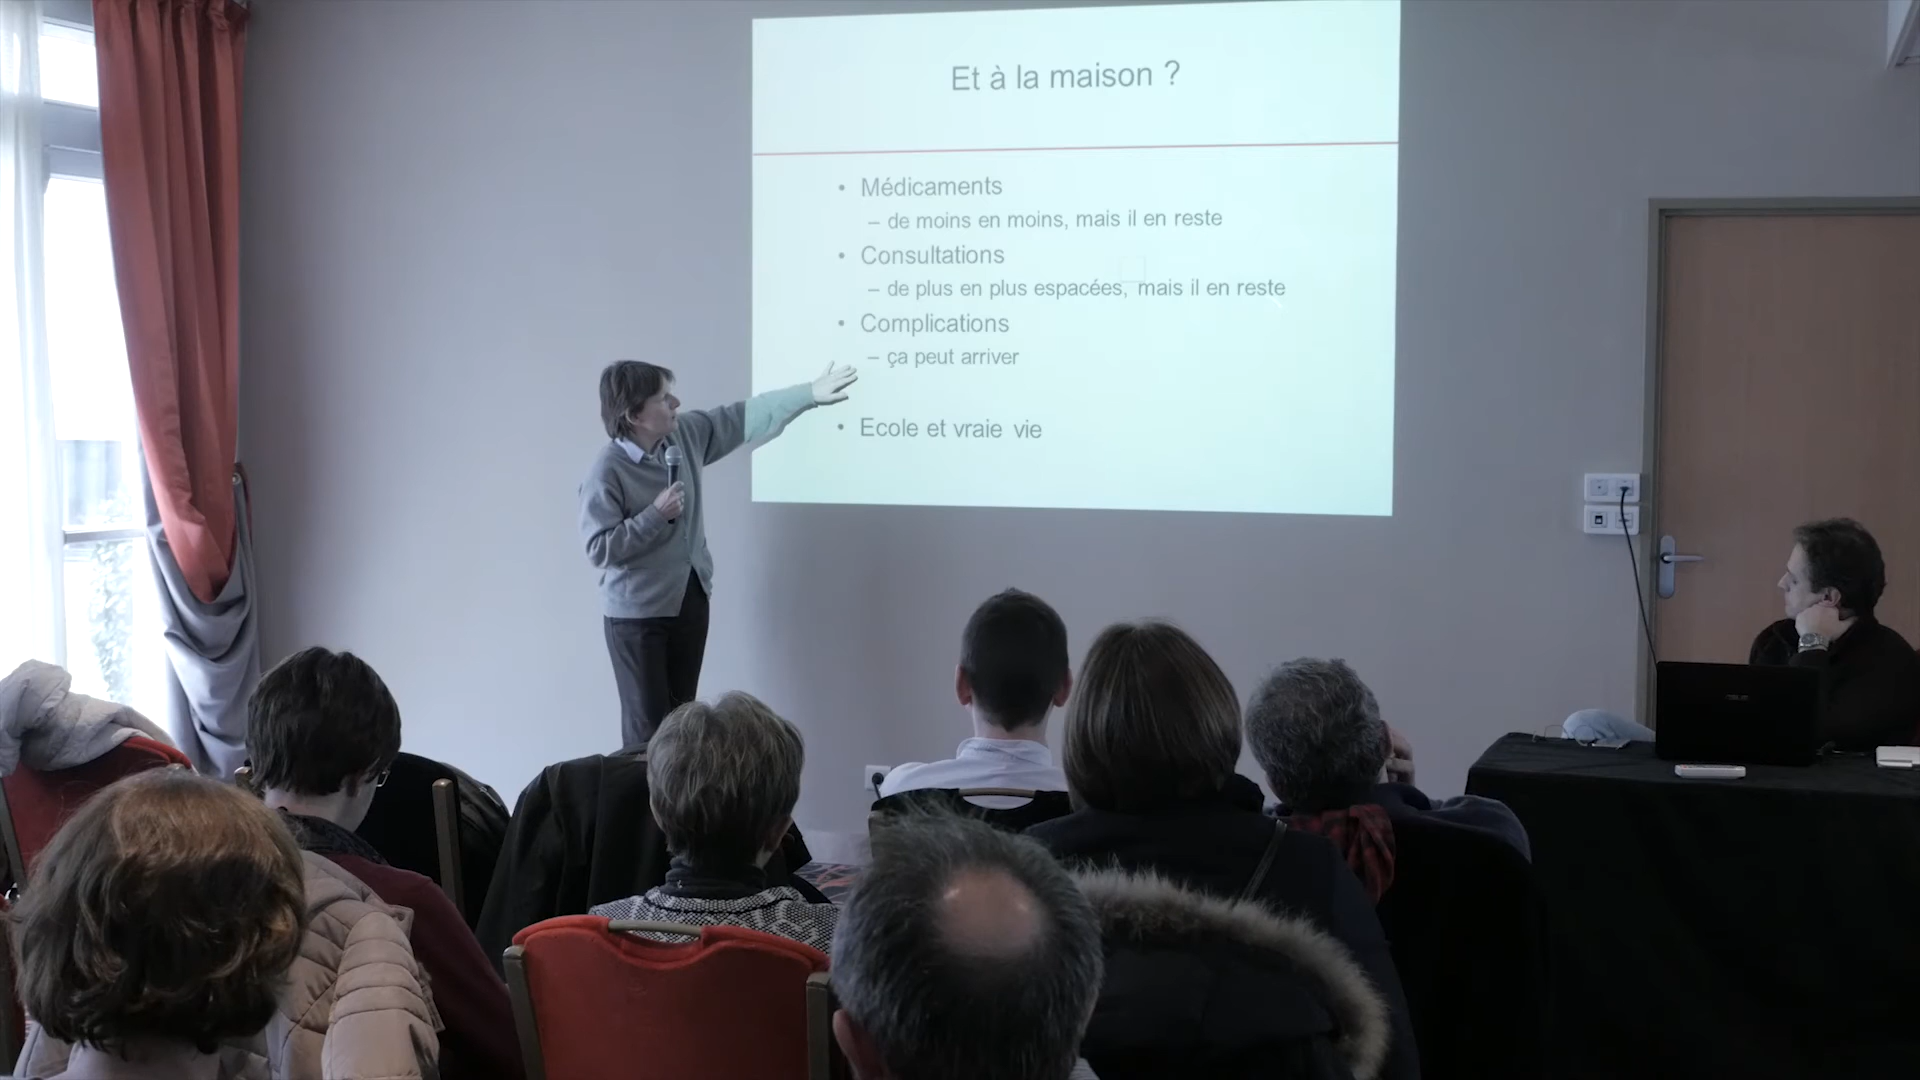 Et à la maison ?
• Médicaments
– de moins en moins, mais il en reste
• Consultations
– de plus en plus espacées, mais il en reste
• Complications
– ça peut arriver
• Ecole et vraie vie
ASUS